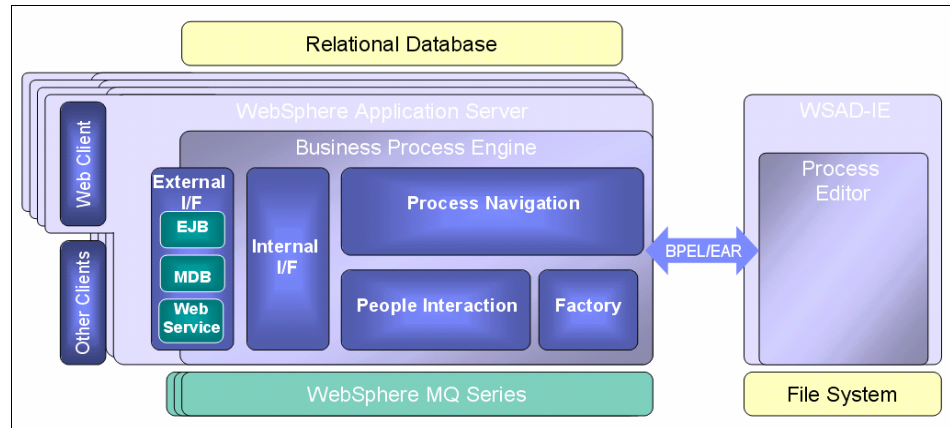 Relational Database
WebSphere Application Server
WSAD-IE
Web Client
Business Process Engine
Process
Editor
External
I/F
EJB
MDB
Web
Service
Internal
I/F
Process Navigation
BPEL/EAR
Other Clients
People Interaction
Factory
WebSphere MQ Series
File System